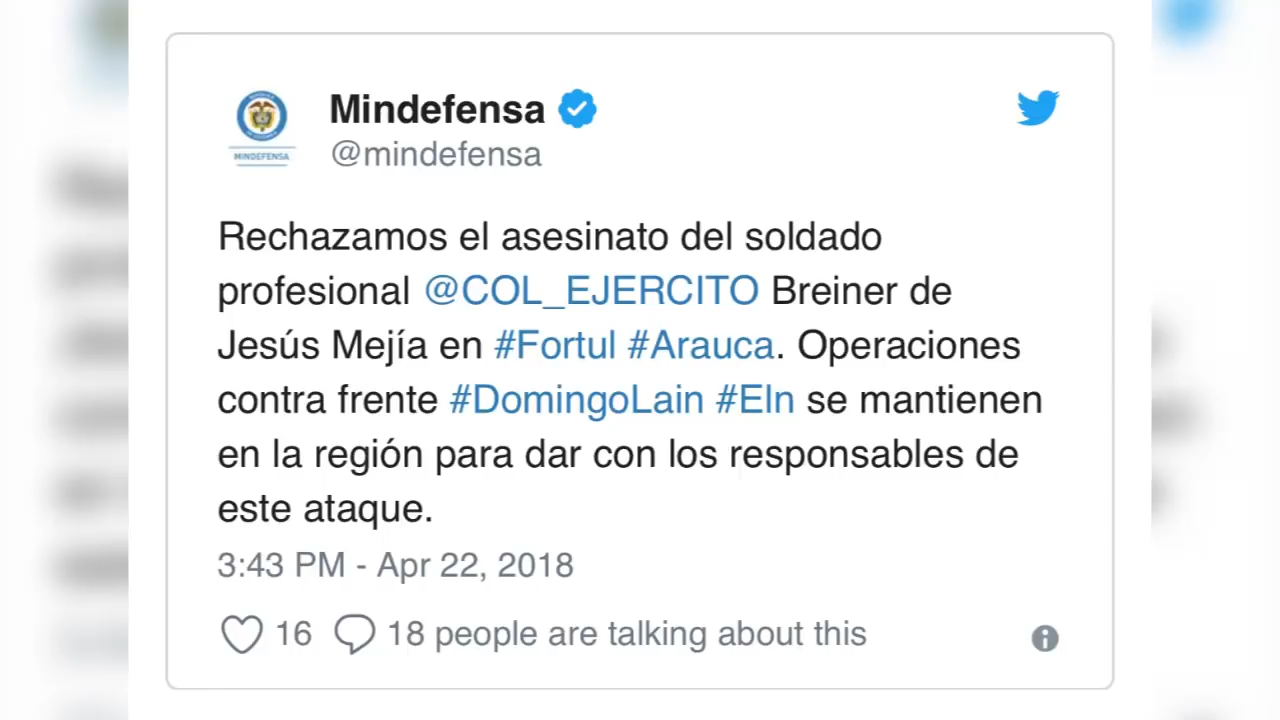 Mindefensa
@mindefensa
MINDEFENSA
Rechazamos el asesinato del soldado
profesional @COL_EJERCITO Breiner de
Jesús Mejía en #Fortul #Arauca. Operaciones
contra frente #DomingoLain #Eln se mantienen
en la región para dar con los responsables de
este ataque.
3:43 PM - Apr 22, 2018
16 18 people are talking about this